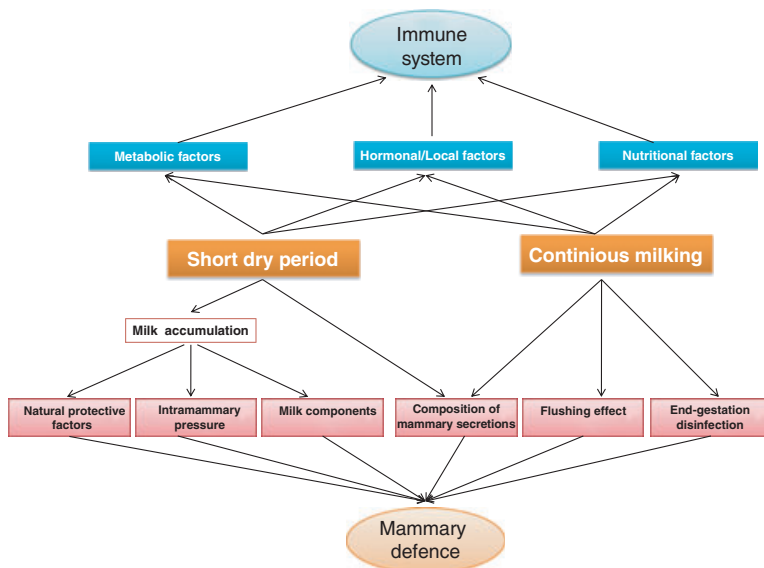 Immune
system
Metabolic factors
Hormonal/Local factors
Nutritional factors
Short dry period
Continious milking
Milk accumulation
Natural protective
factors
Intramammary
pressure
Milk components
Composition of
mammary secretions
Flushing effect
End-gestation
disinfection
Mammary
defence